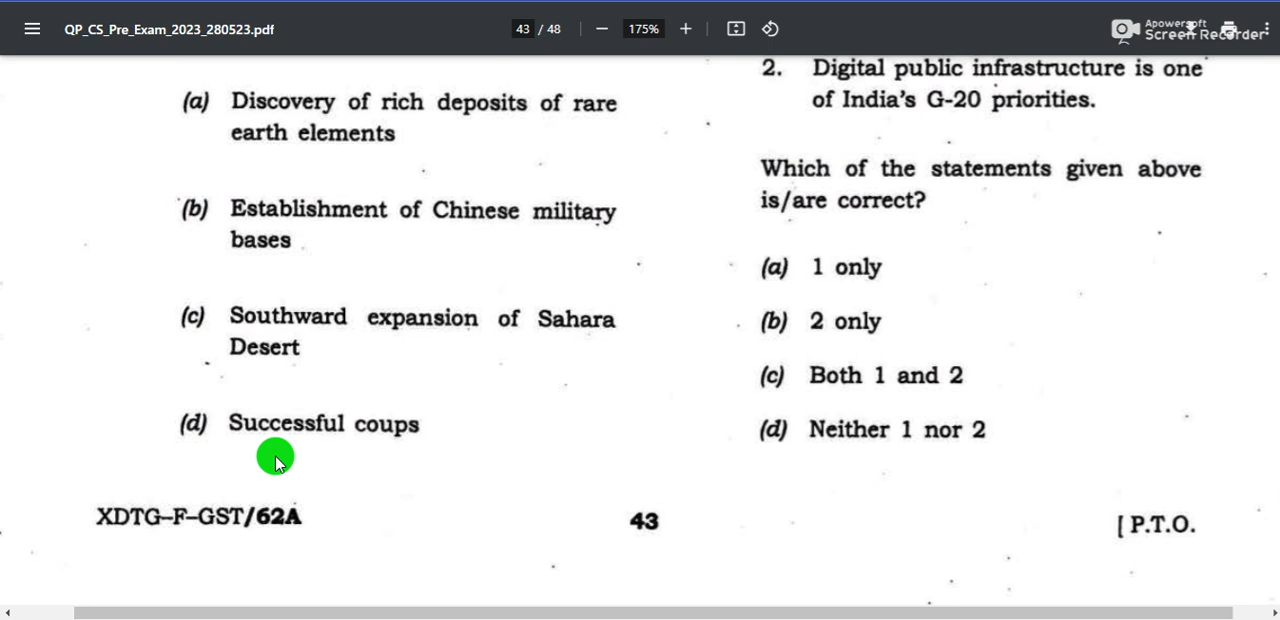 QP_CS_Pre_Exam_2023_280523.pdf
43 / 48
175%
Apowersoft
Screen Recorder
(a) Discovery of rich deposits of rare
earth elements
(b) Establishment of Chinese military
bases
(c) Southward expansion of Sahara
Desert
(d) Successful coups
2. Digital public infrastructure is one
of India's G-20 priorities.
Which of the statements given above
is/are correct?
(a) 1 only
(b) 2 only
(c) Both 1 and 2
(d) Neither 1 nor 2
XDTG–F–GST/62A
43
[ P.T.O.